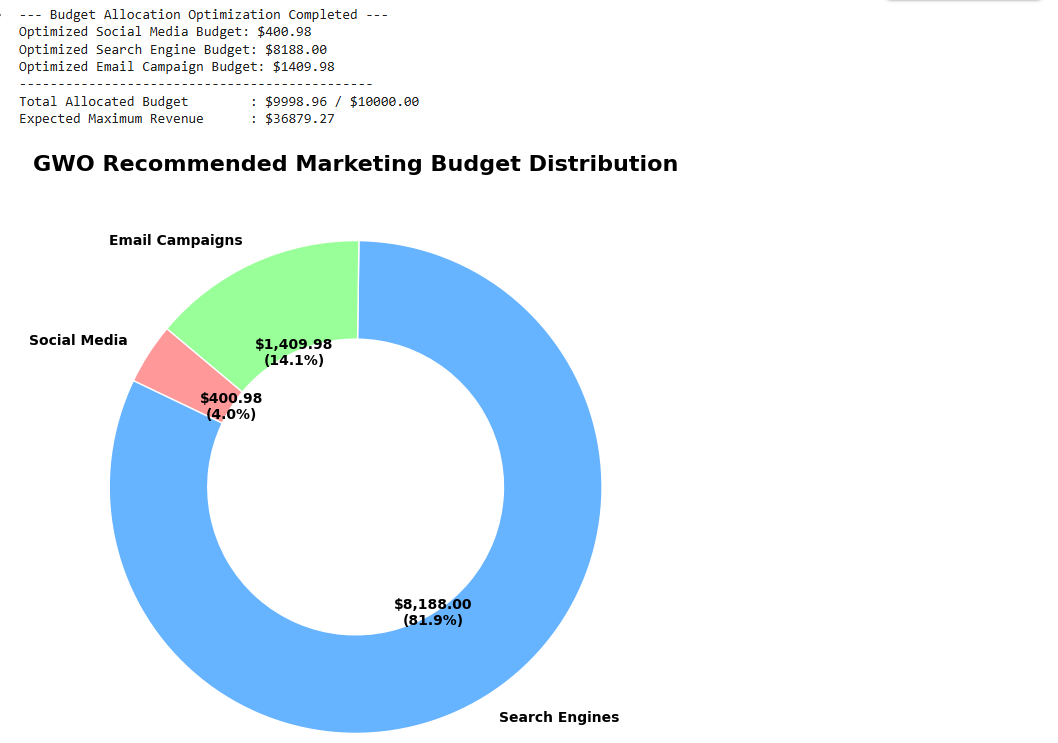 --- Budget Allocation Optimization Completed ---
Optimized Social Media Budget: $400.98
Optimized Search Engine Budget: $8188.00
Optimized Email Campaign Budget: $1409.98
----------------------------------------------
Total Allocated Budget        : $9998.96 / $10000.00
Expected Maximum Revenue      : $36879.27
GWO Recommended Marketing Budget Distribution
Email Campaigns
Social Media
$1,409.98
(14.1%)
$400.98
(4.0%)
$8,188.00
(81.9%)
Search Engines